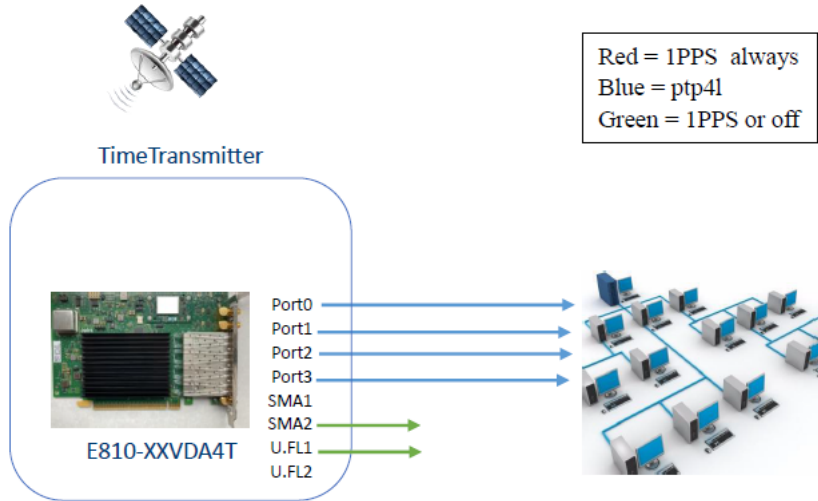 Red = 1PPS always
Blue = ptp4l
Green = 1PPS or off
TimeTransmitter
Port0
Port1
Port2
Port3
SMA1
SMA2
U.FL1
U.FL2
E810-XXVDA4T